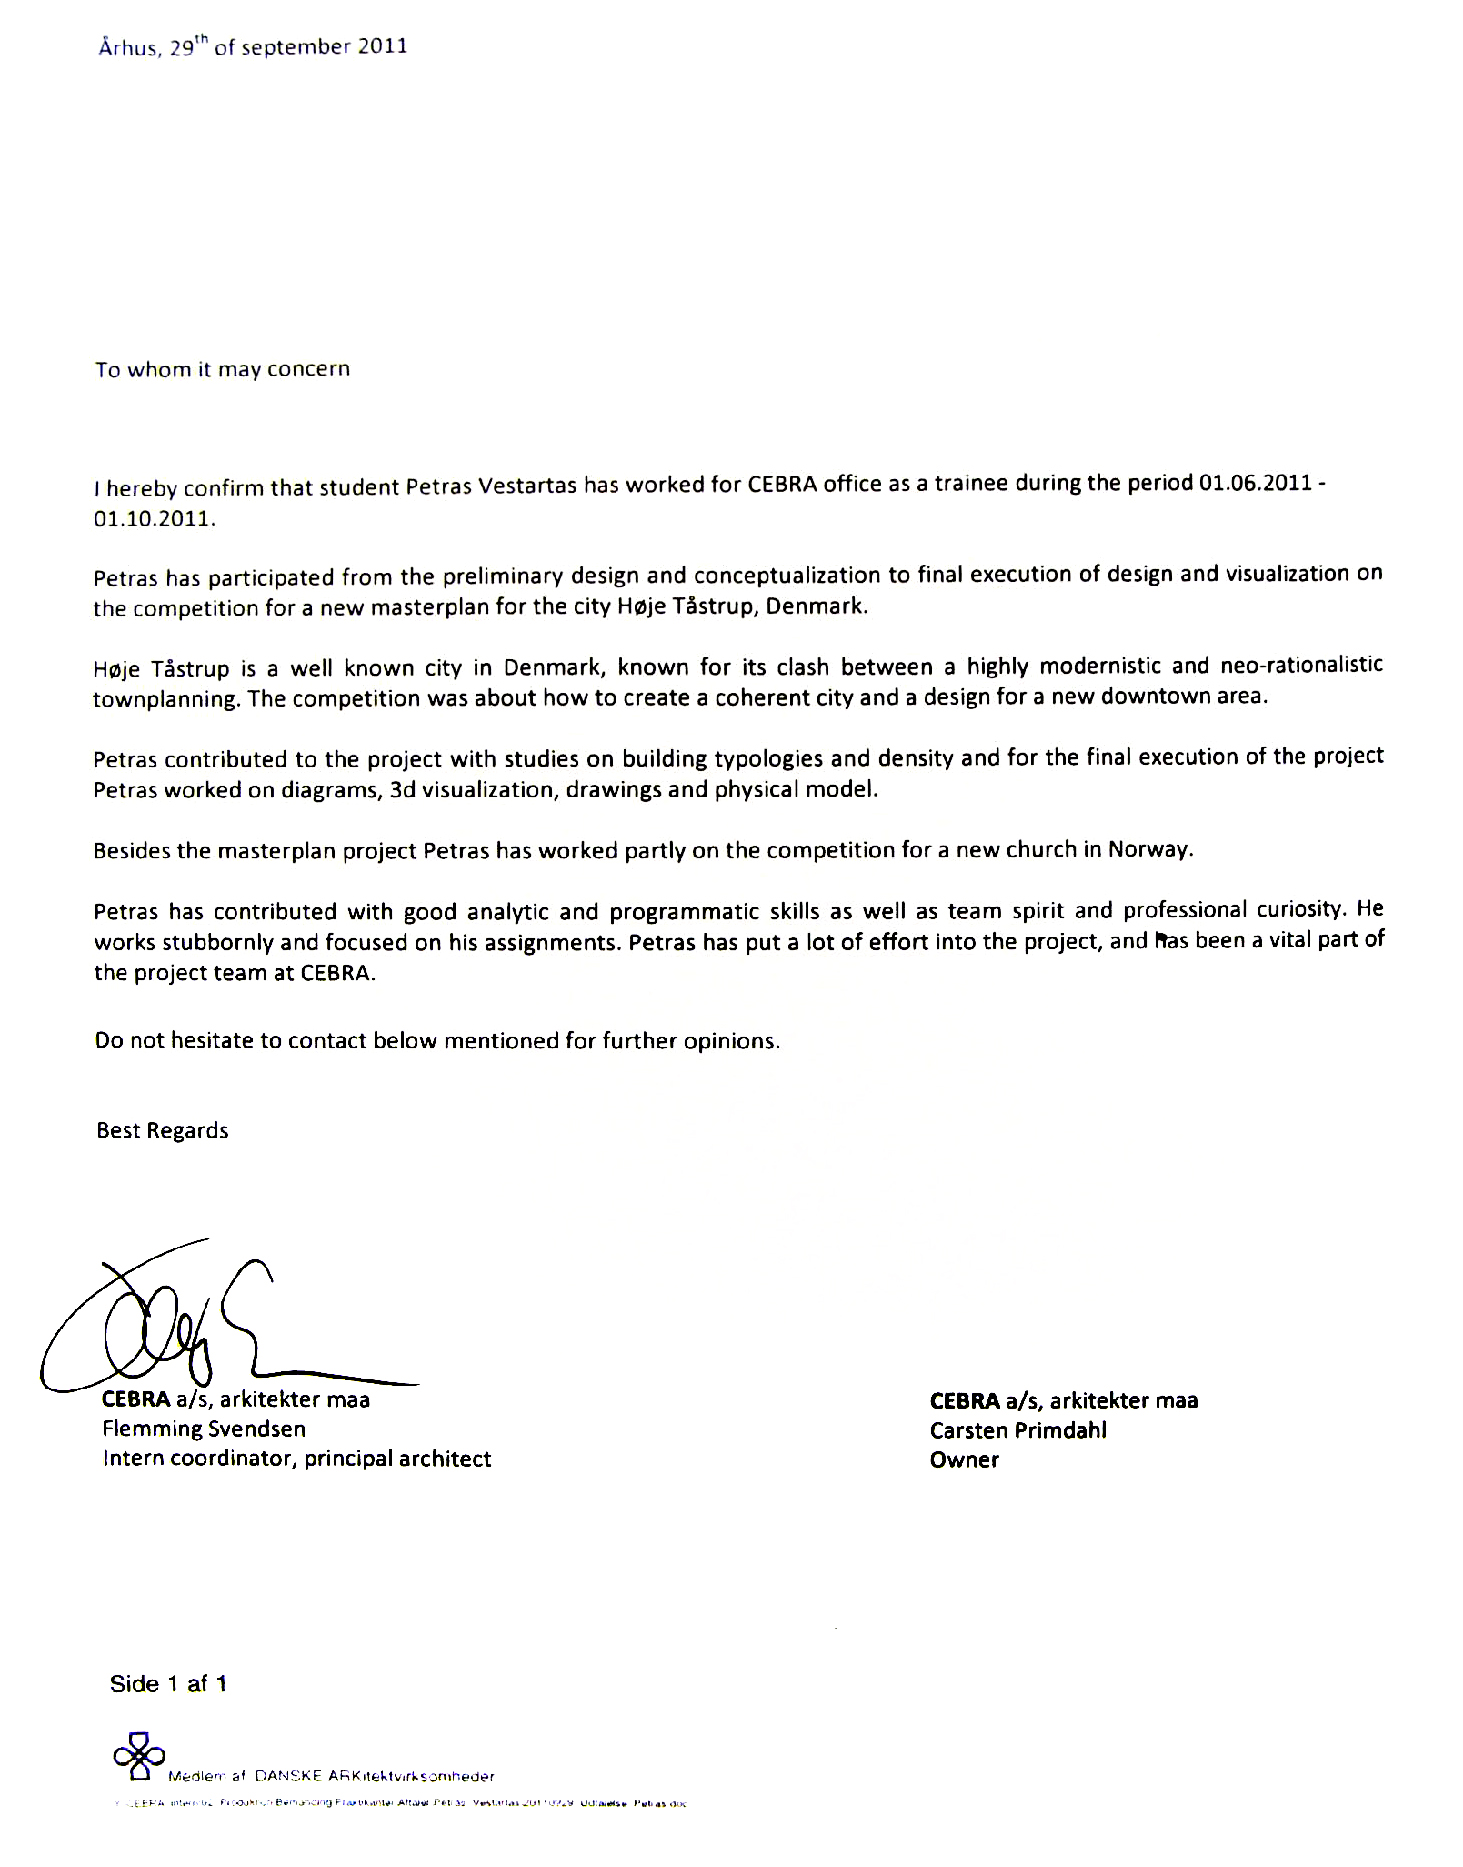 Århus, 29th of september 2011
To whom it may concern
I hereby confirm that student Petras Vestartas has worked for CEBRA office as a trainee during the period 01.06.2011 -
01.10.2011.
Petras has participated from the preliminary design and conceptualization to final execution of design and visualization on
the competition for a new masterplan for the city Høje Tåstrup, Denmark.
Høje Tåstrup is a well known city in Denmark, known for its clash between a highly modernistic and neo-rationalistic
townplanning. The competition was about how to create a coherent city and a design for a new downtown area.
Petras contributed to the project with studies on building typologies and density and for the final execution of the project
Petras worked on diagrams, 3d visualization, drawings and physical model.
Besides the masterplan project Petras has worked partly on the competition for a new church in Norway.
Petras has contributed with good analytic and programmatic skills as well as team spirit and professional curiosity. He
works stubbornly and focused on his assignments. Petras has put a lot of effort into the project, and has been a vital part of
the project team at CEBRA.
Do not hesitate to contact below mentioned for further opinions.
Best Regards
CEBRA a/s, arkitekter maa
Flemming Svendsen
Intern coordinator, principal architect
CEBRA a/s, arkitekter maa
Carsten Primdahl
Owner
Side 1 af 1
Medlem af DANSKE ARKitektvirksomheder